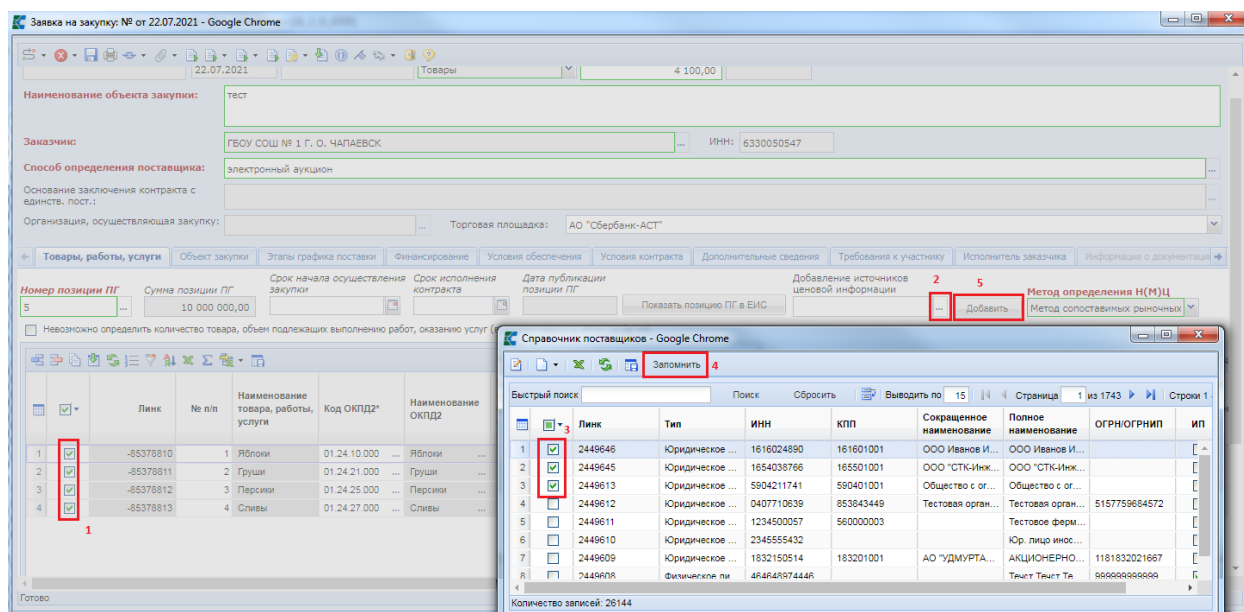 Заявка на закупку: № от 22.07.2021 - Google Chrome
22.07.2021 Товары 4 100,00
Наименование объекта закупки: тест
Заказчик: ГБОУ СОШ № 1 Г. О. ЧАПАЕВСК ... ИНН: 6330050547
Способ определения поставщика: электронный аукцион ...
Основание заключения контракта с
единств. пост.: ...
Организация, осуществляющая закупку: ... Торговая площадка: АО "Сбербанк-АСТ"
Товары, работы, услуги Объект закупки Этапы графика поставки Финансирование Условия обеспечения Условия контракта Дополнительные сведения Требования к участнику Исполнитель заказчика Информация о документации
Номер позиции ПГ Сумма позиции ПГ Срок начала осуществления закупки Срок исполнения контракта Дата публикации позиции ПГ Добавление источников ценовой информации 2 5 Метод определения Н(М)Ц
5 ... 10 000 000,00 Показать позицию ПГ в ЕИС ... Добавить Метод сопоставимых рыночных
Невозможно определить количество товара, объем подлежащих выполнению работ, оказанию услуг
Линк № п/п Наименование товара, работы, услуги Код ОКПД2* Наименование ОКПД2
1 -85378810 1 Яблоки 01.24.10.000 ... Яблоки ...
2 -85378811 2 Груши 01.24.21.000 ... Груши ...
3 -85378812 3 Персики 01.24.25.000 ... Персики ...
4 -85378813 4 Сливы 01.24.27.000 ... Сливы ...
1
Готово
Справочник поставщиков - Google Chrome
Запомнить 4
Быстрый поиск Поиск Сбросить Выводить по 15 Страница 1 из 1743 Строки 1
3 Линк Тип ИНН КПП Сокращенное наименование Полное наименование ОГРН/ОГРНИП ИП
1 2449646 Юридическое ... 1616024890 161601001 ООО Иванов И... ООО Иванов И...
2 2449645 Юридическое ... 1654038766 165501001 ООО "СТК-Инж... ООО "СТК-Инж...
3 2449613 Юридическое ... 5904211741 590401001 Общество с ог... Общество с ог...
4 2449612 Юридическое ... 0407710639 853843449 Тестовая орган... Тестовая орган... 5157759684572
5 2449611 Юридическое ... 1234500057 560000003 Тестовое ферм...
6 2449610 Юридическое ... 2345555432 Юр. лицо инос...
7 2449609 Юридическое ... 1832150514 183201001 АО "УДМУРТА... АКЦИОНЕРНО... 1181832021667
8 2449608 Физическое ли 464648974446 Текст Текст Те 999999999999
Количество записей: 26144